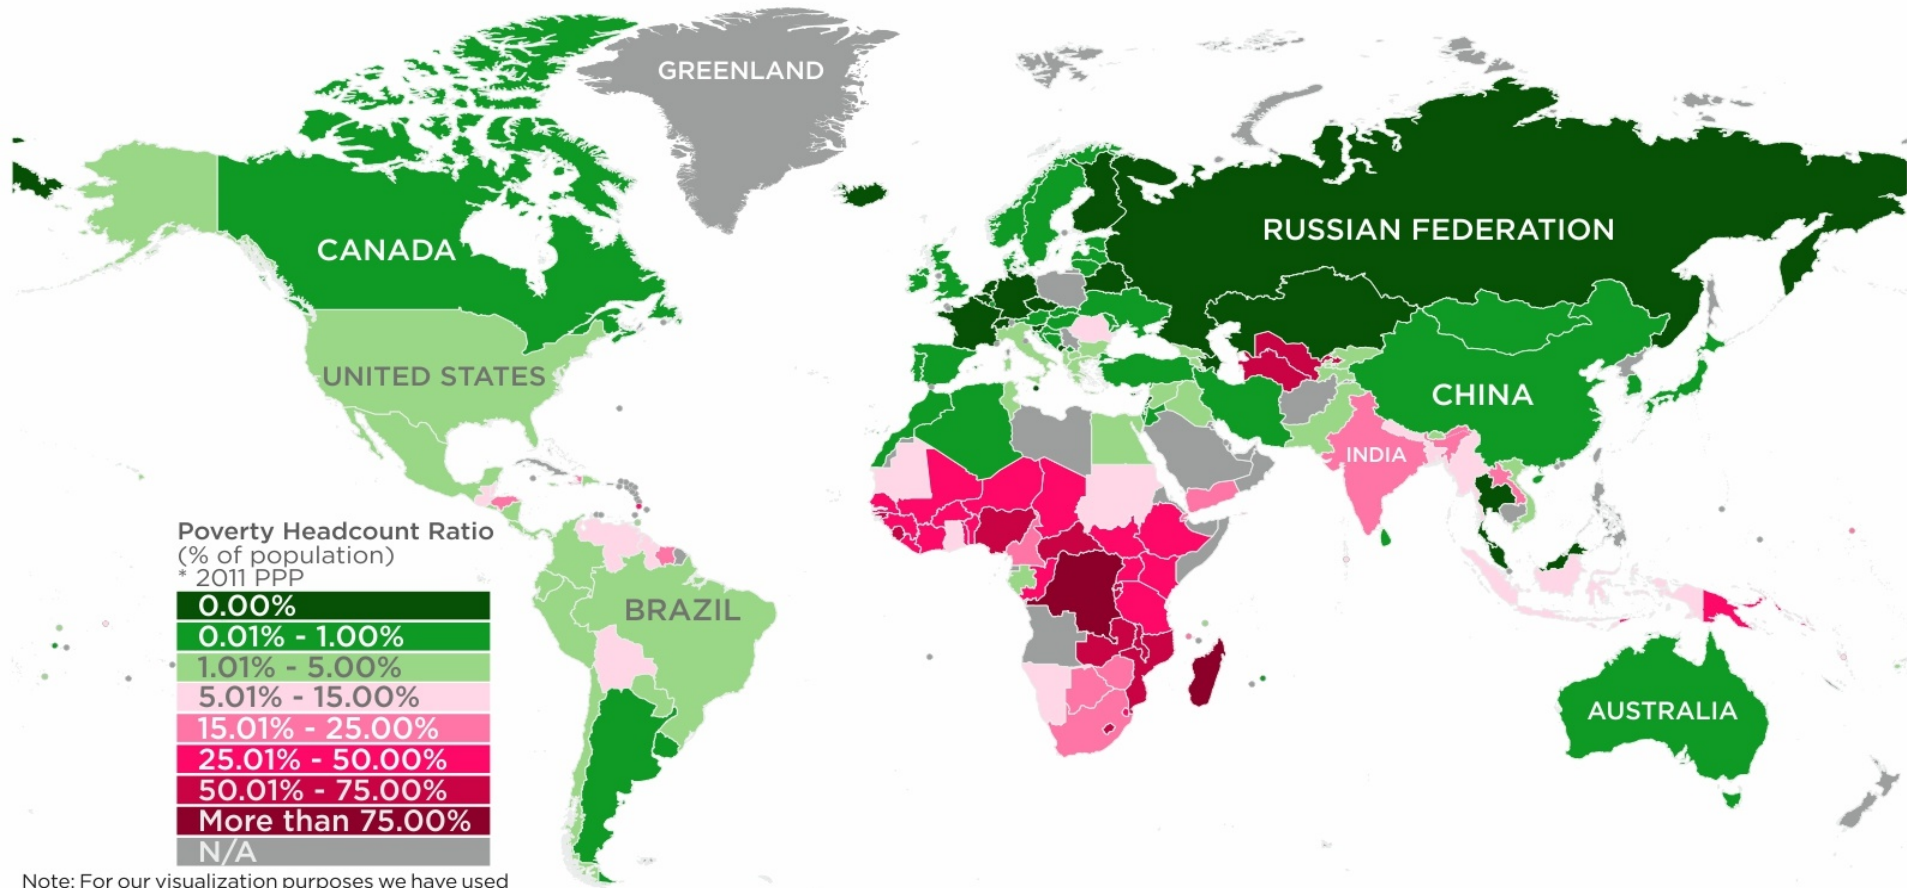 GREENLAND
CANADA
RUSSIAN FEDERATION
UNITED STATES
CHINA
INDIA
BRAZIL
AUSTRALIA
Poverty Headcount Ratio
(% of population)
* 2011 PPP
0.00%
0.01% - 1.00%
1.01% - 5.00%
5.01% - 15.00%
15.01% - 25.00%
25.01% - 50.00%
50.01% - 75.00%
More than 75.00%
N/A
Note: For our visualization purposes we have used